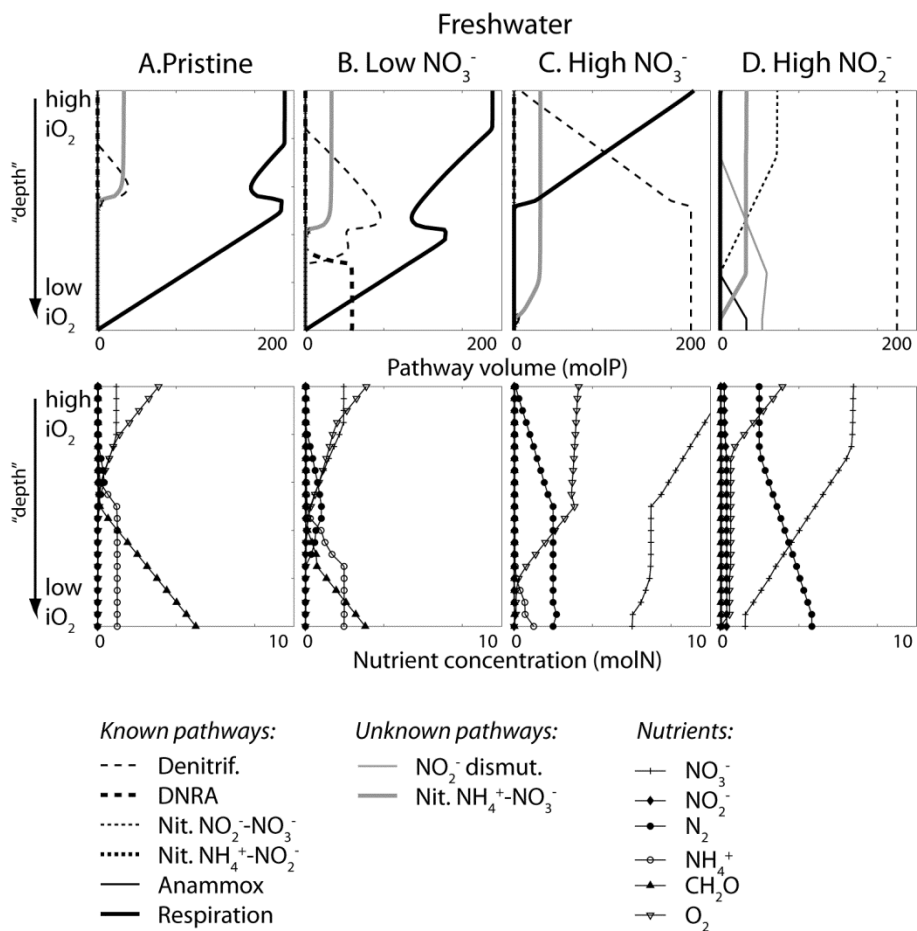 Freshwater
A.Pristine
B. Low NO₃⁻
C. High NO₃⁻
D. High NO₂⁻
high
iO₂
"depth"
low
iO₂
0 200 0 200 0 200 0 200
Pathway volume (molP)
high
iO₂
"depth"
low
iO₂
0 10 0 10 0 10 0 10
Nutrient concentration (molN)
Known pathways:
Denitrif.
DNRA
Nit. NO₂⁻-NO₃⁻
Nit. NH₄⁺-NO₂⁻
Anammox
Respiration
Unknown pathways:
NO₂⁻ dismut.
Nit. NH₄⁺-NO₃⁻
Nutrients:
NO₃⁻
NO₂⁻
N₂
NH₄⁺
CH₂O
O₂